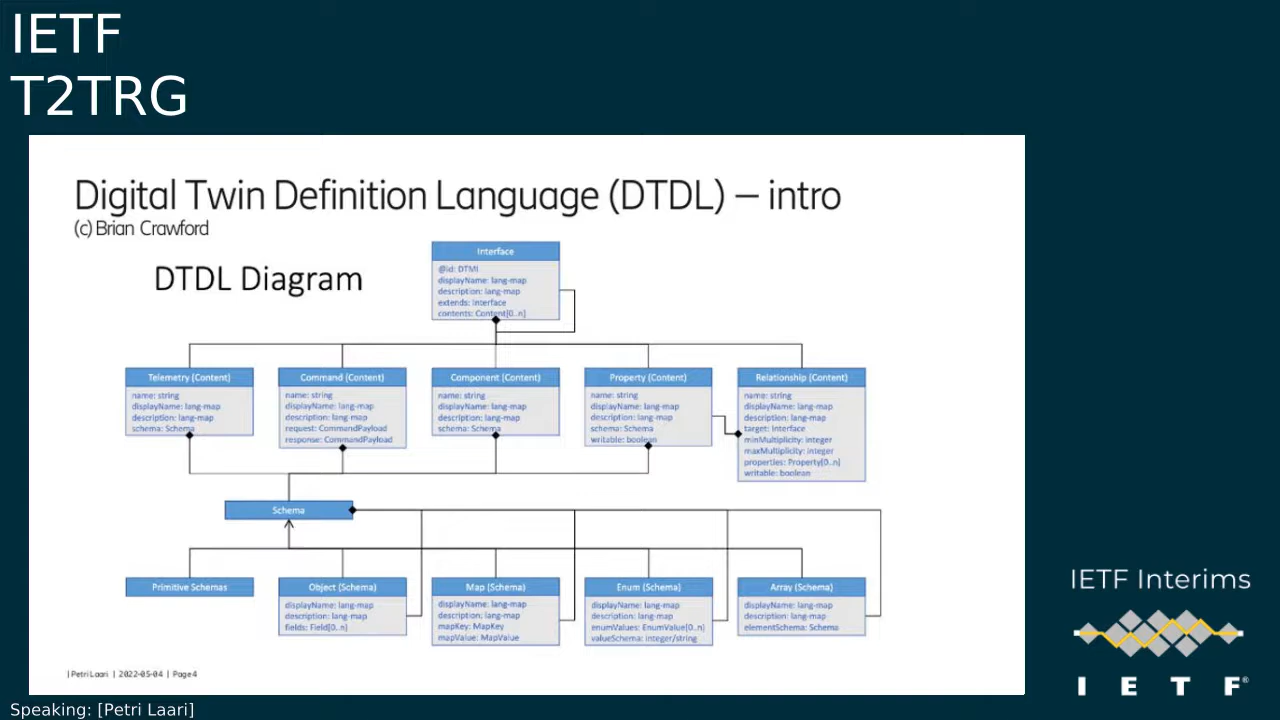 IETF
T2TRG
Digital Twin Definition Language (DTDL) – intro
(c) Brian Crawford
DTDL Diagram
Interface
@id: DTMI
displayName: lang-map
description: lang-map
extends: Interface
contents: Content[0..n]
Telemetry (Content)
name: string
displayName: lang-map
description: lang-map
schema: Schema
Command (Content)
name: string
displayName: lang-map
description: lang-map
request: CommandPayload
response: CommandPayload
Component (Content)
name: string
displayName: lang-map
description: lang-map
schema: Schema
Property (Content)
name: string
displayName: lang-map
description: lang-map
schema: Schema
writable: boolean
Relationship (Content)
name: string
displayName: lang-map
description: lang-map
target: Interface
minMultiplicity: integer
maxMultiplicity: integer
properties: Property[0..n]
writable: boolean
Schema
Primitive Schemas
Object (Schema)
displayName: lang-map
description: lang-map
fields: Field[0..n]
Map (Schema)
displayName: lang-map
description: lang-map
mapKey: MapKey
mapValue: MapValue
Enum (Schema)
displayName: lang-map
description: lang-map
enumValues: EnumValue[0..n]
valueSchema: integer/string
Array (Schema)
displayName: lang-map
description: lang-map
elementSchema: Schema
| Petri Laari | 2022-05-04 | Page 4
IETF Interims
I E T F®
Speaking: [Petri Laari]